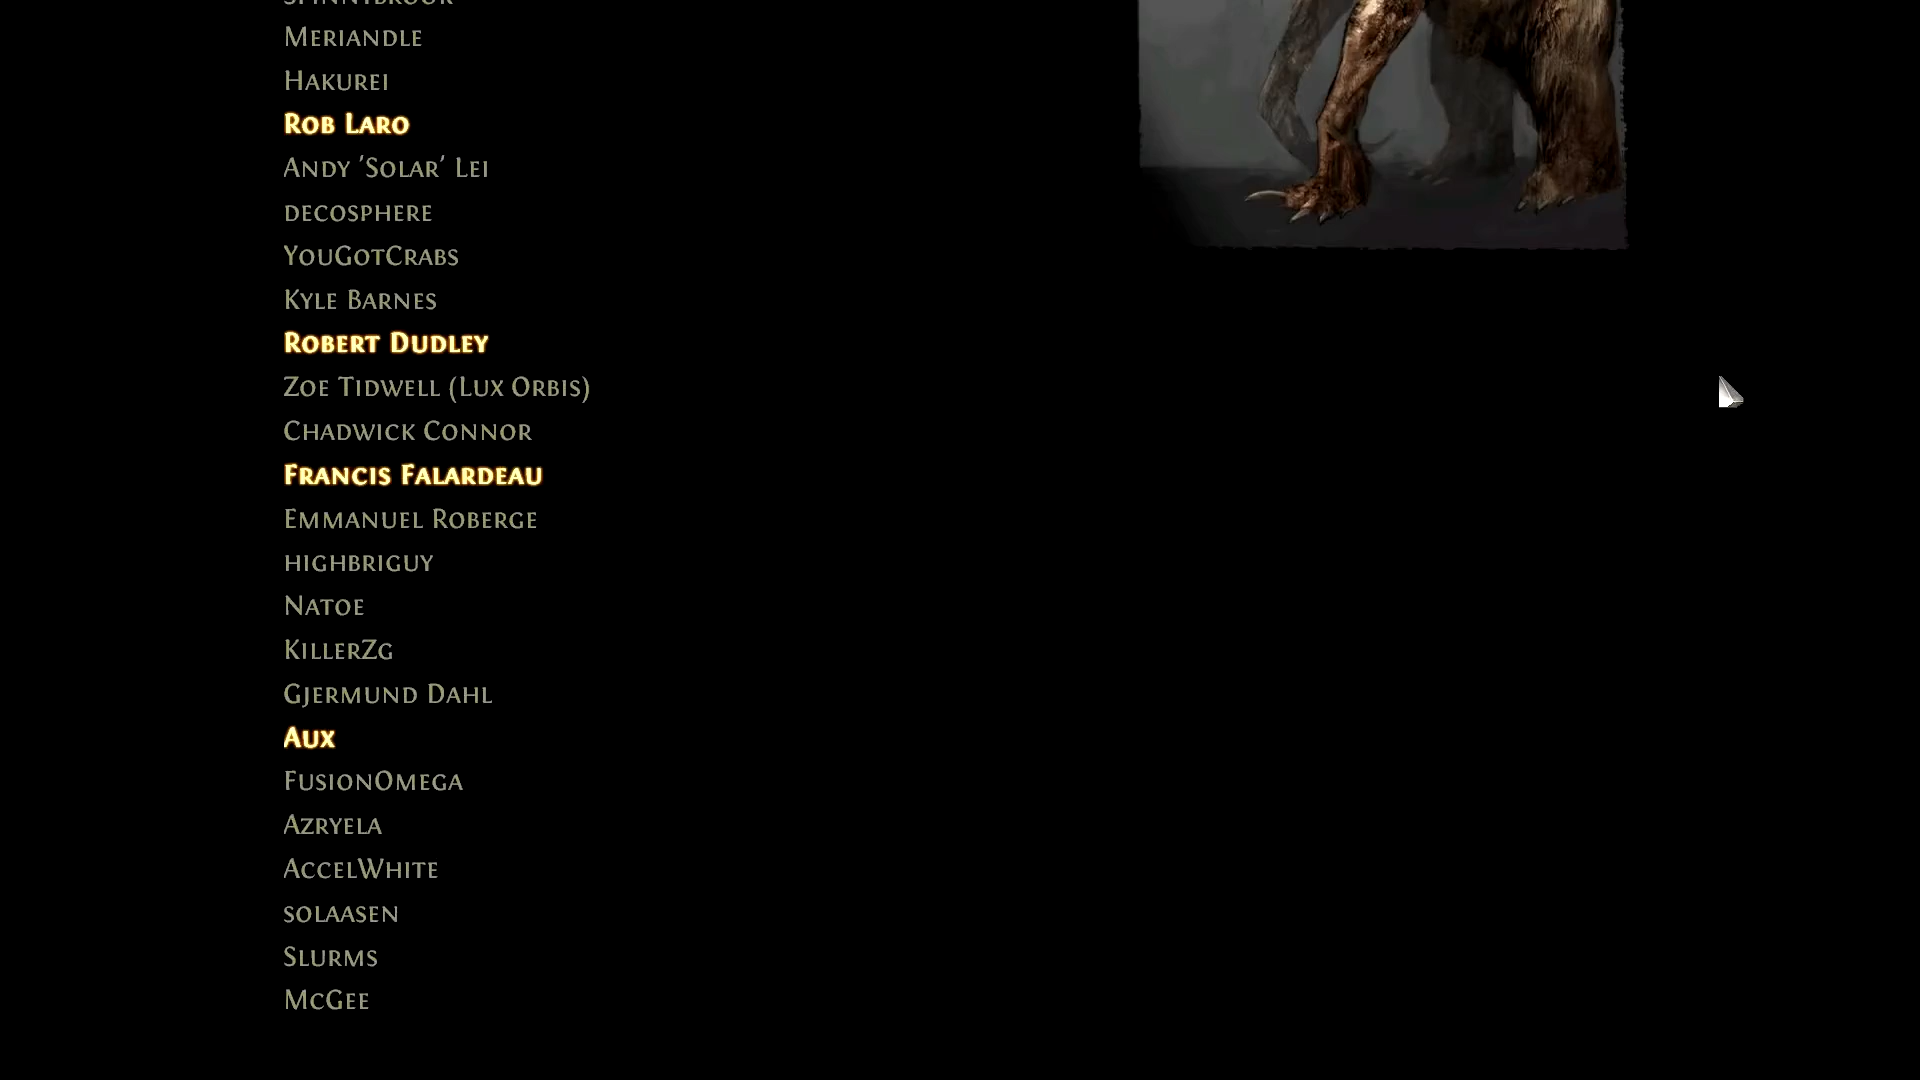 Meriandle
Hakurei
Rob Laro
Andy 'Solar' Lei
decosphere
YouGotCrabs
Kyle Barnes
Robert Dudley
Zoe Tidwell (Lux Orbis)
Chadwick Connor
Francis Falardeau
Emmanuel Roberge
highbriguy
Natoe
KillerZg
Gjermund Dahl
Aux
FusionOmega
Azryela
AccelWhite
solaasen
Slurms
McGee